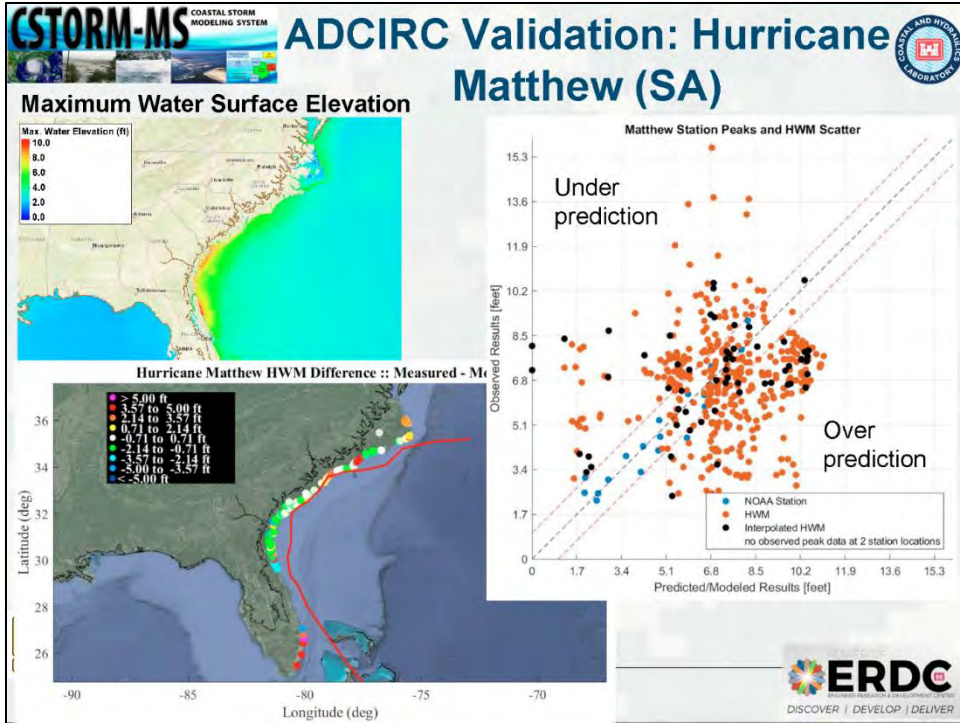 CSTORM-MS
COASTAL STORM
MODELING SYSTEM
ADCIRC Validation: Hurricane
Matthew (SA)
COASTAL AND HYDRAULICS
LABORATORY
Maximum Water Surface Elevation
Max. Water Elevation (ft)
10.0
8.0
6.0
4.0
2.0
0.0
Matthew Station Peaks and HWM Scatter
Under
prediction
Over
prediction
Observed Results [feet]
15.3
13.6
11.9
10.2
8.5
6.8
5.1
3.4
1.7
0
0 1.7 3.4 5.1 6.8 8.5 10.2 11.9 13.6 15.3
Predicted/Modeled Results [feet]
NOAA Station
HWM
Interpolated HWM
no observed peak data at 2 station locations
Hurricane Matthew HWM Difference :: Measured - Mo
> 5.00 ft
3.57 to 5.00 ft
2.14 to 3.57 ft
0.71 to 2.14 ft
-0.71 to 0.71 ft
-2.14 to -0.71 ft
-3.57 to -2.14 ft
-5.00 to -3.57 ft
< -5.00 ft
Latitude (deg)
36
34
32
30
28
26
-90 -85 -80 -75 -70
Longitude (deg)
ERDC
ENGINEER RESEARCH & DEVELOPMENT CENTER
DISCOVER | DEVELOP | DELIVER